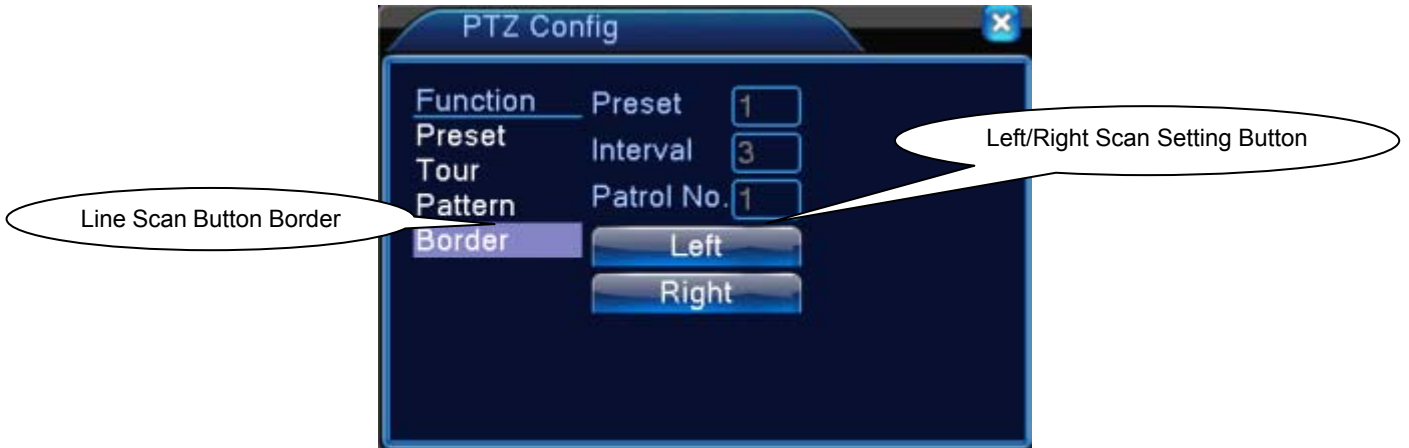 PTZ Config
Function
Preset
Tour
Pattern
Border
Preset 1
Interval 3
Patrol No. 1
Left
Right
Line Scan Button Border
Left/Right Scan Setting Button